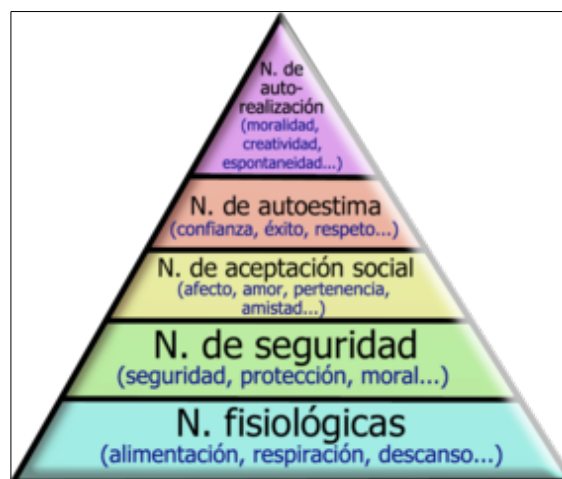 N. de
auto-
realización
(moralidad,
creatividad,
espontaneidad...)
N. de autoestima
(confianza, éxito, respeto...)
N. de aceptación social
(afecto, amor, pertenencia,
amistad...)
N. de seguridad
(seguridad, protección, moral...)
N. fisiológicas
(alimentación, respiración, descanso...)